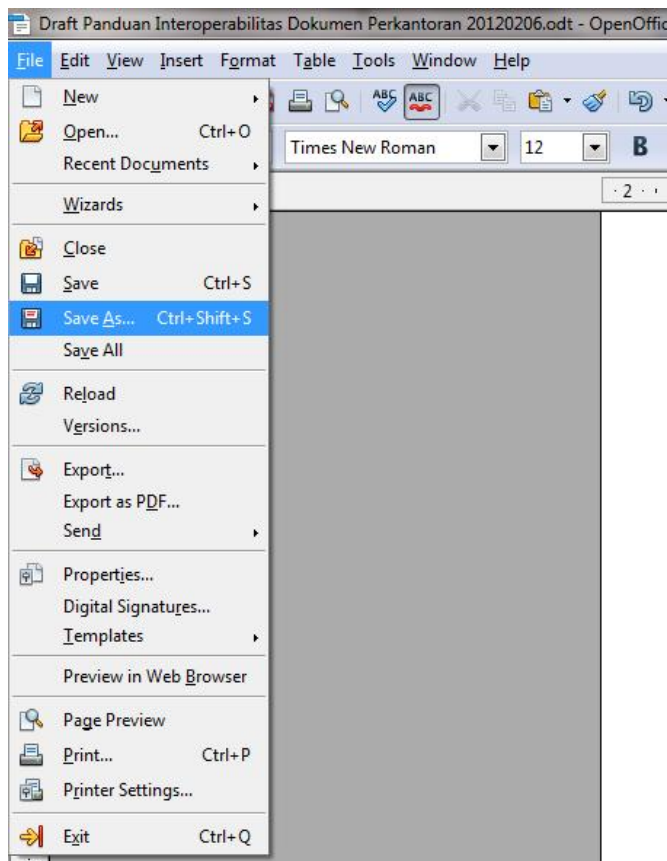 Draft Panduan Interoperabilitas Dokumen Perkantoran 20120206.odt - OpenOffic
File Edit View Insert Format Table Tools Window Help
ABC ABC
Times New Roman 12 B
2
New
Open... Ctrl+O
Recent Documents
Wizards
Close
Save Ctrl+S
Save As... Ctrl+Shift+S
Save All
Reload
Versions...
Export...
Export as PDF...
Send
Properties...
Digital Signatures...
Templates
Preview in Web Browser
Page Preview
Print... Ctrl+P
Printer Settings...
Exit Ctrl+Q